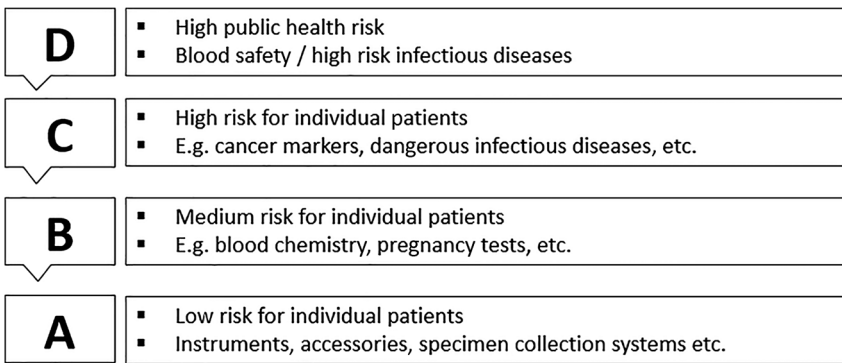 D
▪ High public health risk
▪ Blood safety / high risk infectious diseases
C
▪ High risk for individual patients
▪ E.g. cancer markers, dangerous infectious diseases, etc.
B
▪ Medium risk for individual patients
▪ E.g. blood chemistry, pregnancy tests, etc.
A
▪ Low risk for individual patients
▪ Instruments, accessories, specimen collection systems etc.